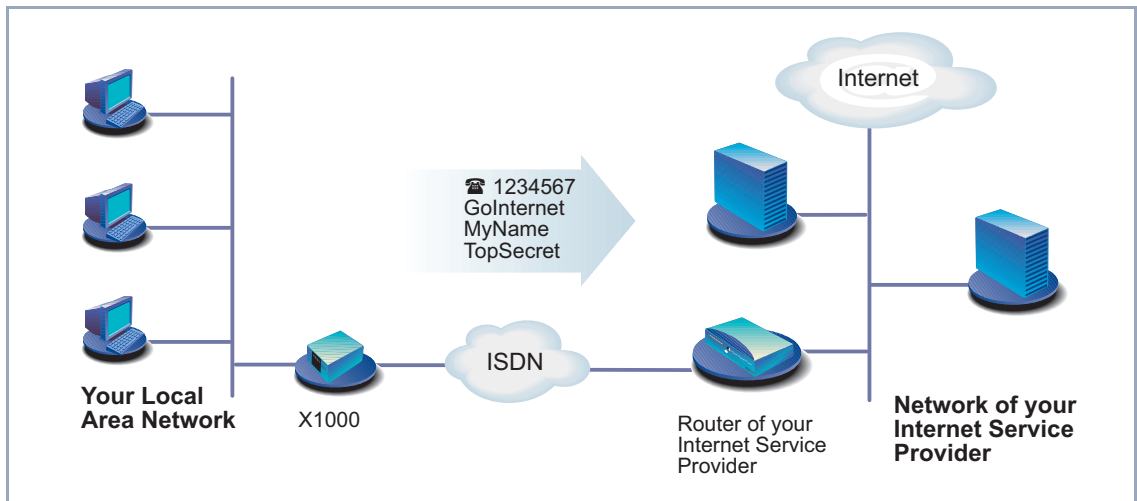 Internet
☎ 1234567
GoInternet
MyName
TopSecret
ISDN
Your Local
Area Network
X1000
Router of your
Internet Service
Provider
Network of your
Internet Service
Provider